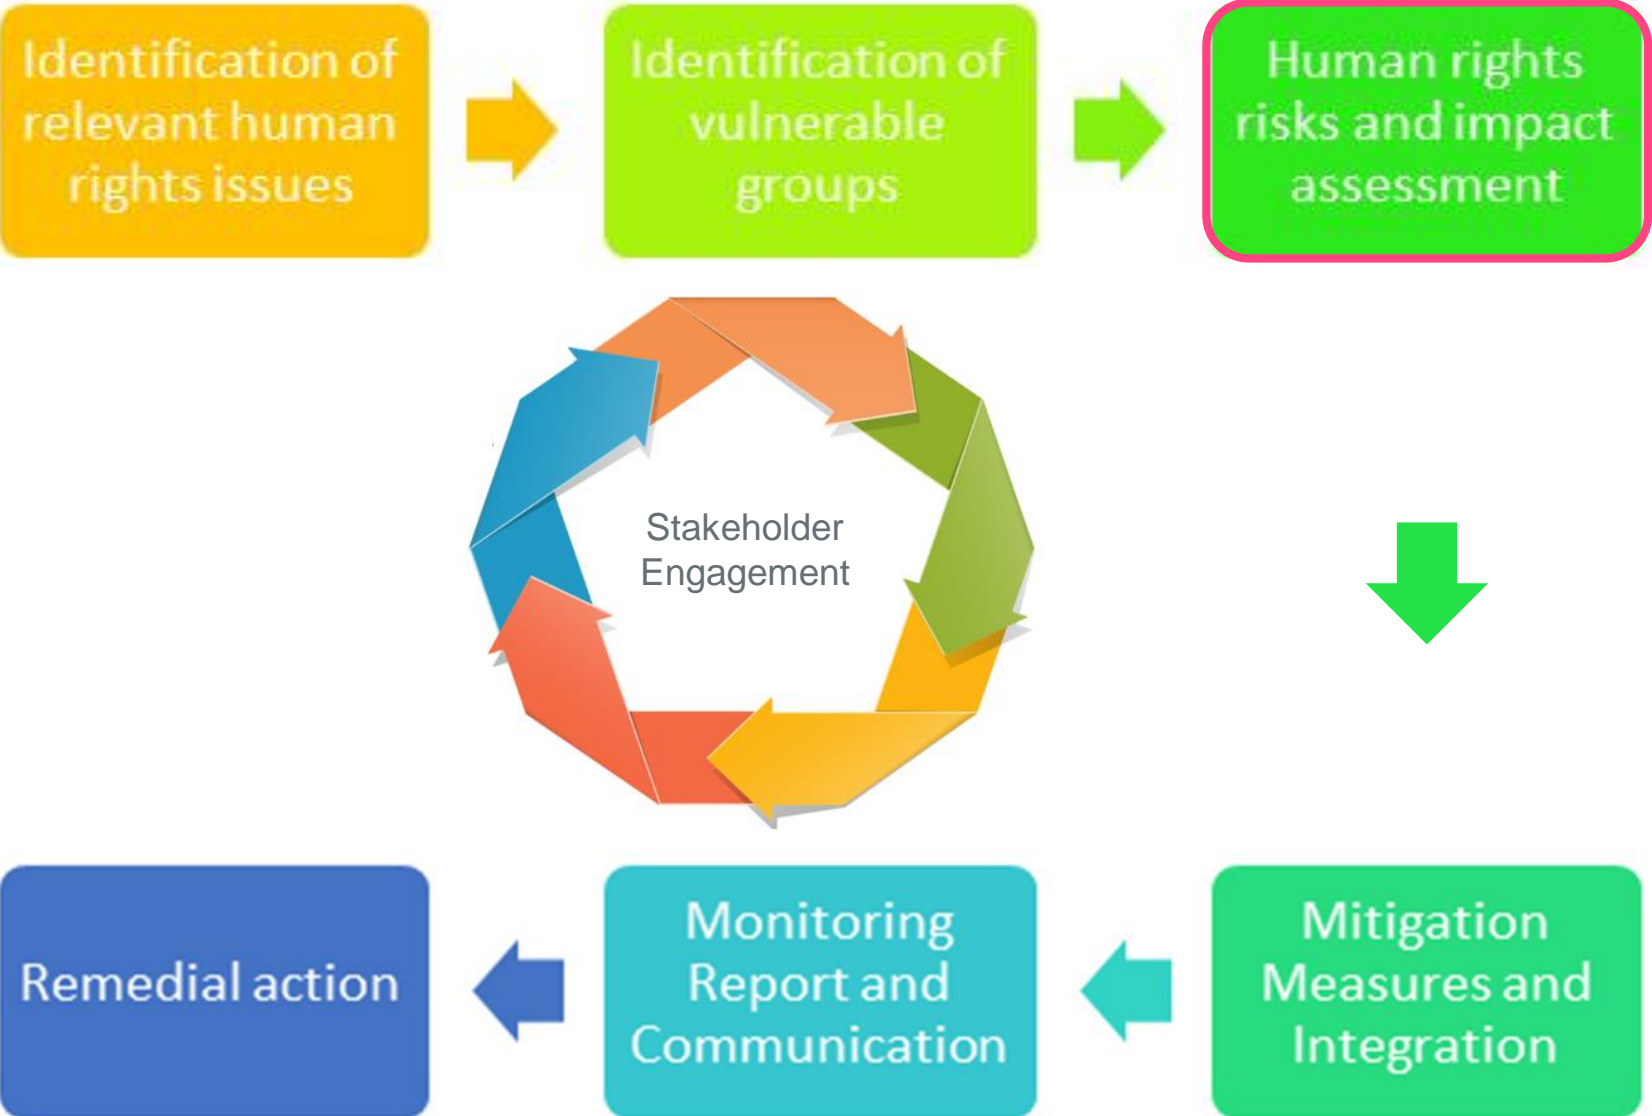 Identification of
relevant human
rights issues
Identification of
vulnerable
groups
Human rights
risks and impact
assessment
Stakeholder
Engagement
Remedial action
Monitoring
Report and
Communication
Mitigation
Measures and
Integration